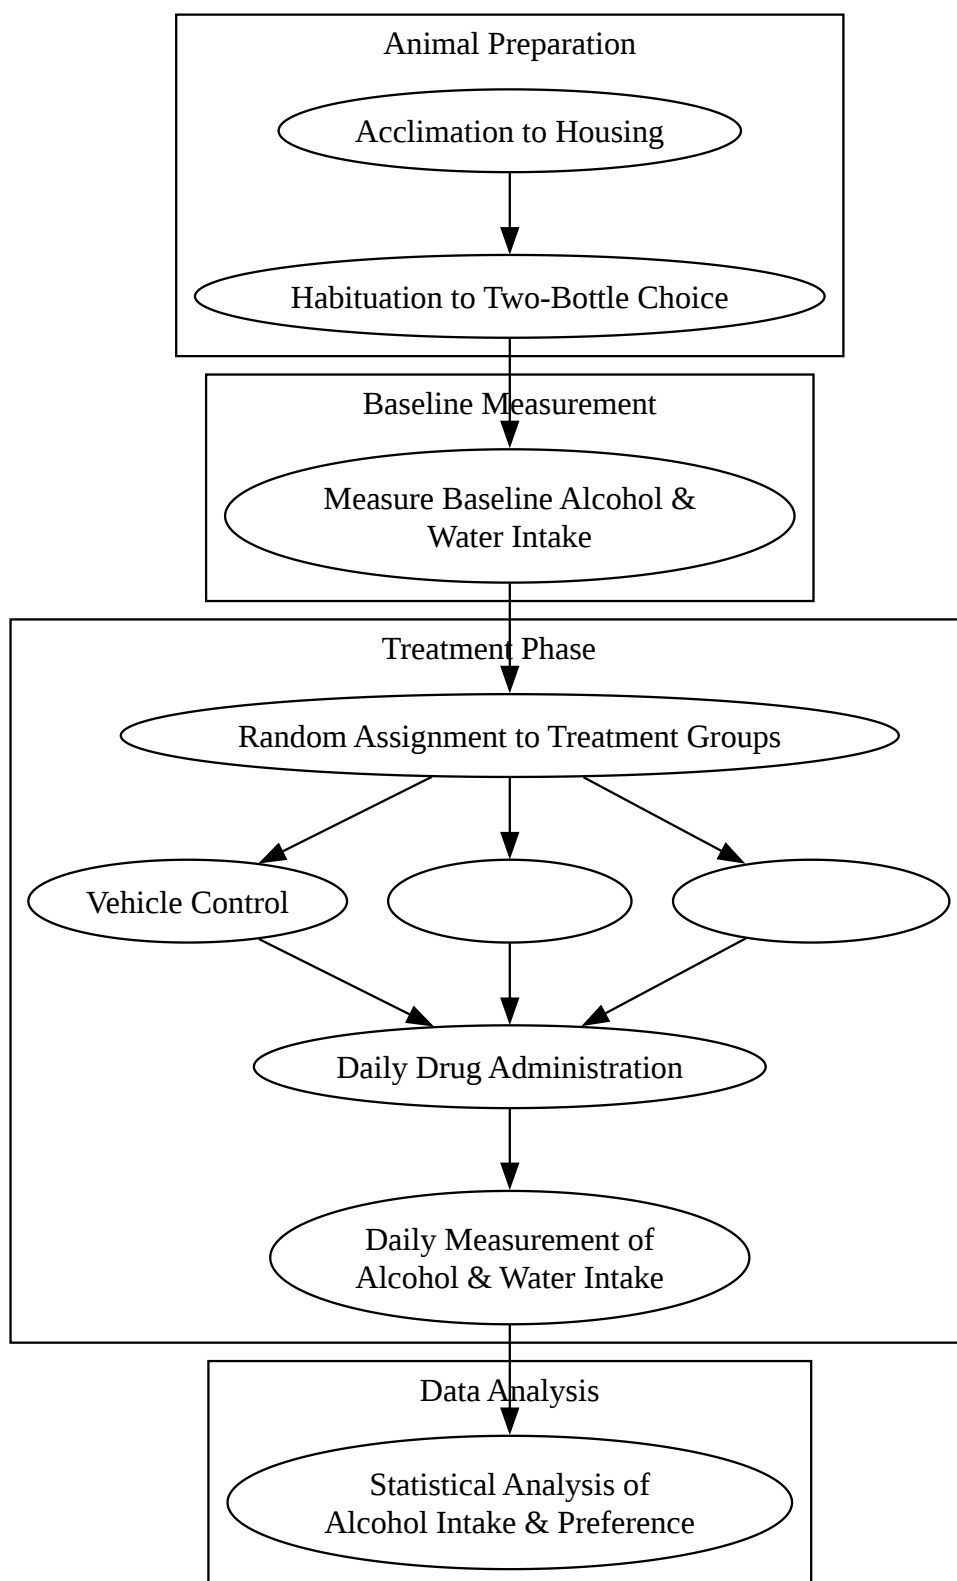 Animal Preparation
Acclimation to Housing
Habituation to Two-Bottle Choice
Baseline Measurement
Measure Baseline Alcohol &
Water Intake
Treatment Phase
Random Assignment to Treatment Groups
Vehicle Control
Daily Drug Administration
Daily Measurement of
Alcohol & Water Intake
Data Analysis
Statistical Analysis of
Alcohol Intake & Preference